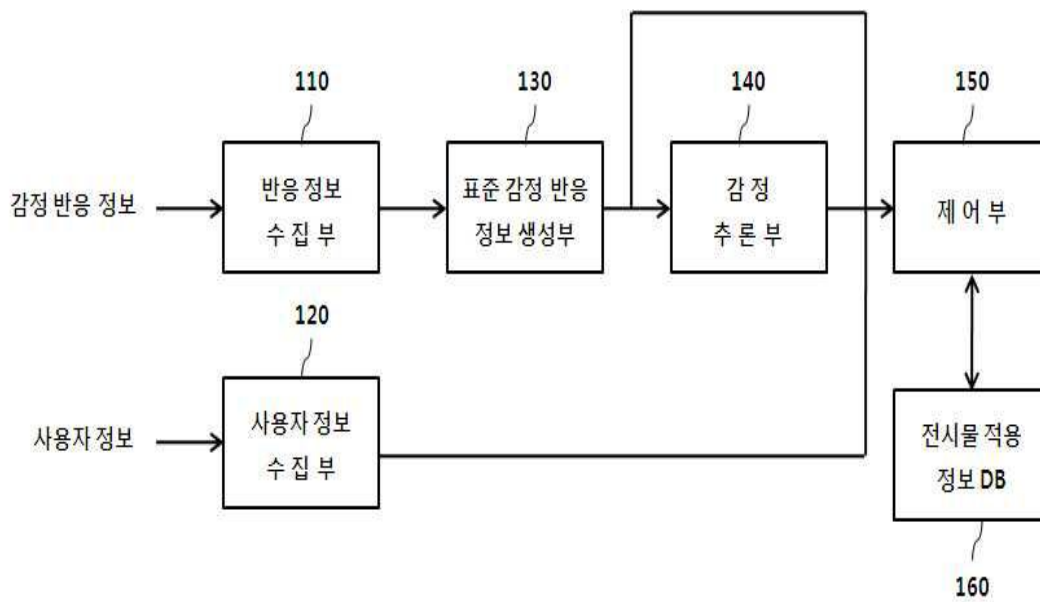 110
130
140
150
감정 반응 정보
반응 정보
수 집 부
표준 감정 반응
정보 생성부
감 정
추 론 부
제 어 부
120
사용자 정보
사용자 정보
수 집 부
전시물 적용
정보 DB
160